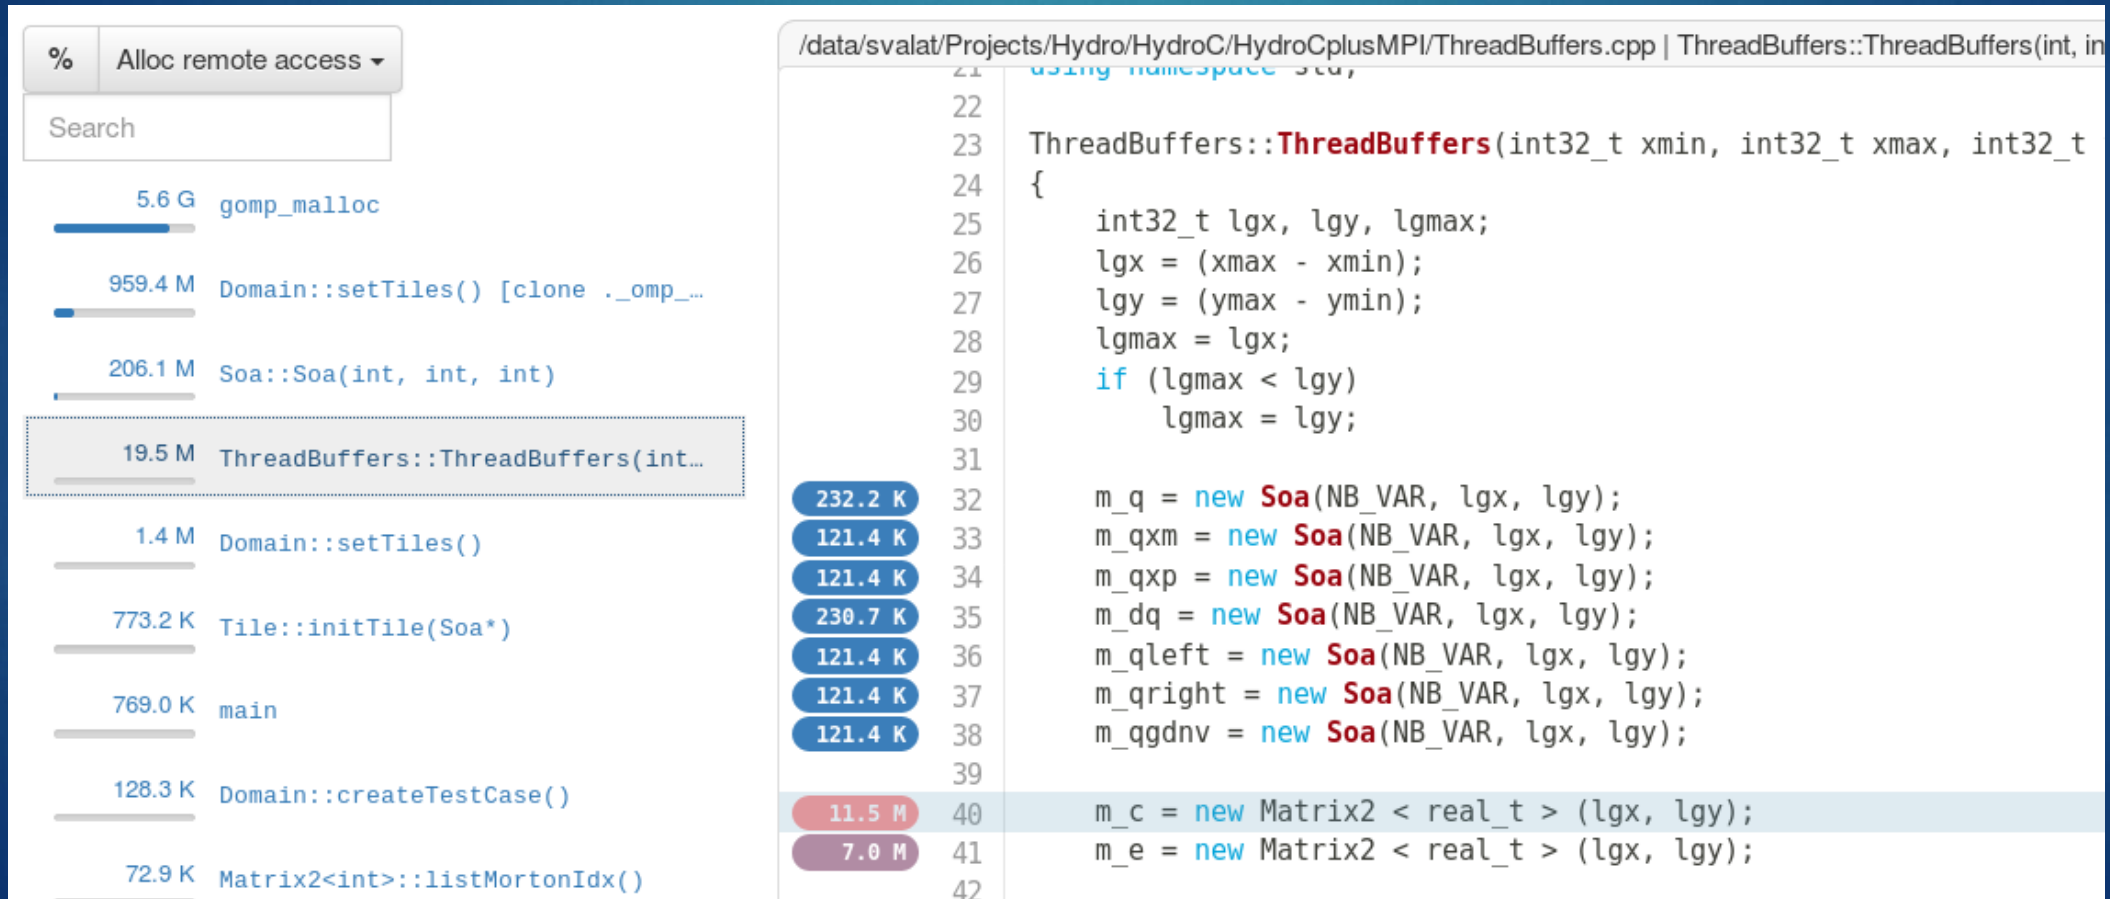 %
Alloc remote access
Search
5.6 G gomp_malloc
959.4 M Domain::setTiles() [clone ._omp_…
206.1 M Soa::Soa(int, int, int)
19.5 M ThreadBuffers::ThreadBuffers(int…
1.4 M Domain::setTiles()
773.2 K Tile::initTile(Soa*)
769.0 K main
128.3 K Domain::createTestCase()
72.9 K Matrix2<int>::listMortonIdx()
/data/svalat/Projects/Hydro/HydroC/HydroCplusMPI/ThreadBuffers.cpp | ThreadBuffers::ThreadBuffers(int, in
21 using namespace std;
22
23 ThreadBuffers::ThreadBuffers(int32_t xmin, int32_t xmax, int32_t
24 {
25 int32_t lgx, lgy, lgmax;
26 lgx = (xmax - xmin);
27 lgy = (ymax - ymin);
28 lgmax = lgx;
29 if (lgmax < lgy)
30 lgmax = lgy;
31
232.2 K 32 m_q = new Soa(NB_VAR, lgx, lgy);
121.4 K 33 m_qxm = new Soa(NB_VAR, lgx, lgy);
121.4 K 34 m_qxp = new Soa(NB_VAR, lgx, lgy);
230.7 K 35 m_dq = new Soa(NB_VAR, lgx, lgy);
121.4 K 36 m_qleft = new Soa(NB_VAR, lgx, lgy);
121.4 K 37 m_qright = new Soa(NB_VAR, lgx, lgy);
121.4 K 38 m_qgdnv = new Soa(NB_VAR, lgx, lgy);
39
11.5 M 40 m_c = new Matrix2 < real_t > (lgx, lgy);
7.0 M 41 m_e = new Matrix2 < real_t > (lgx, lgy);
42